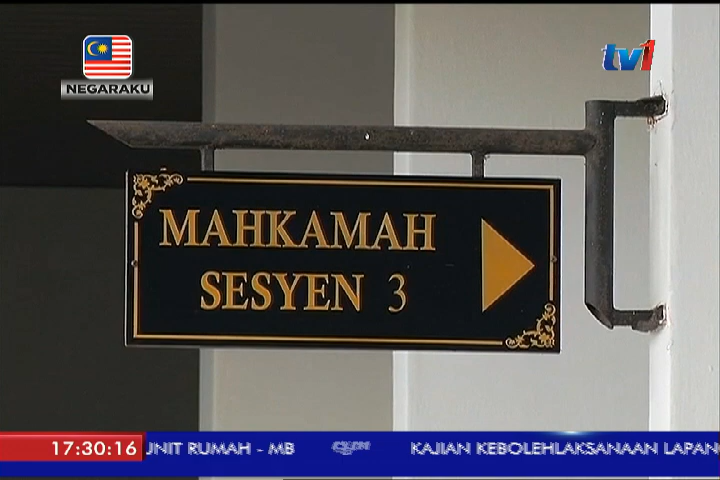 NEGARAKU
tv1
MAHKAMAH
SESYEN 3
17:30:16
UNIT RUMAH - MB
KAJIAN KEBOLEHLAKSANAAN